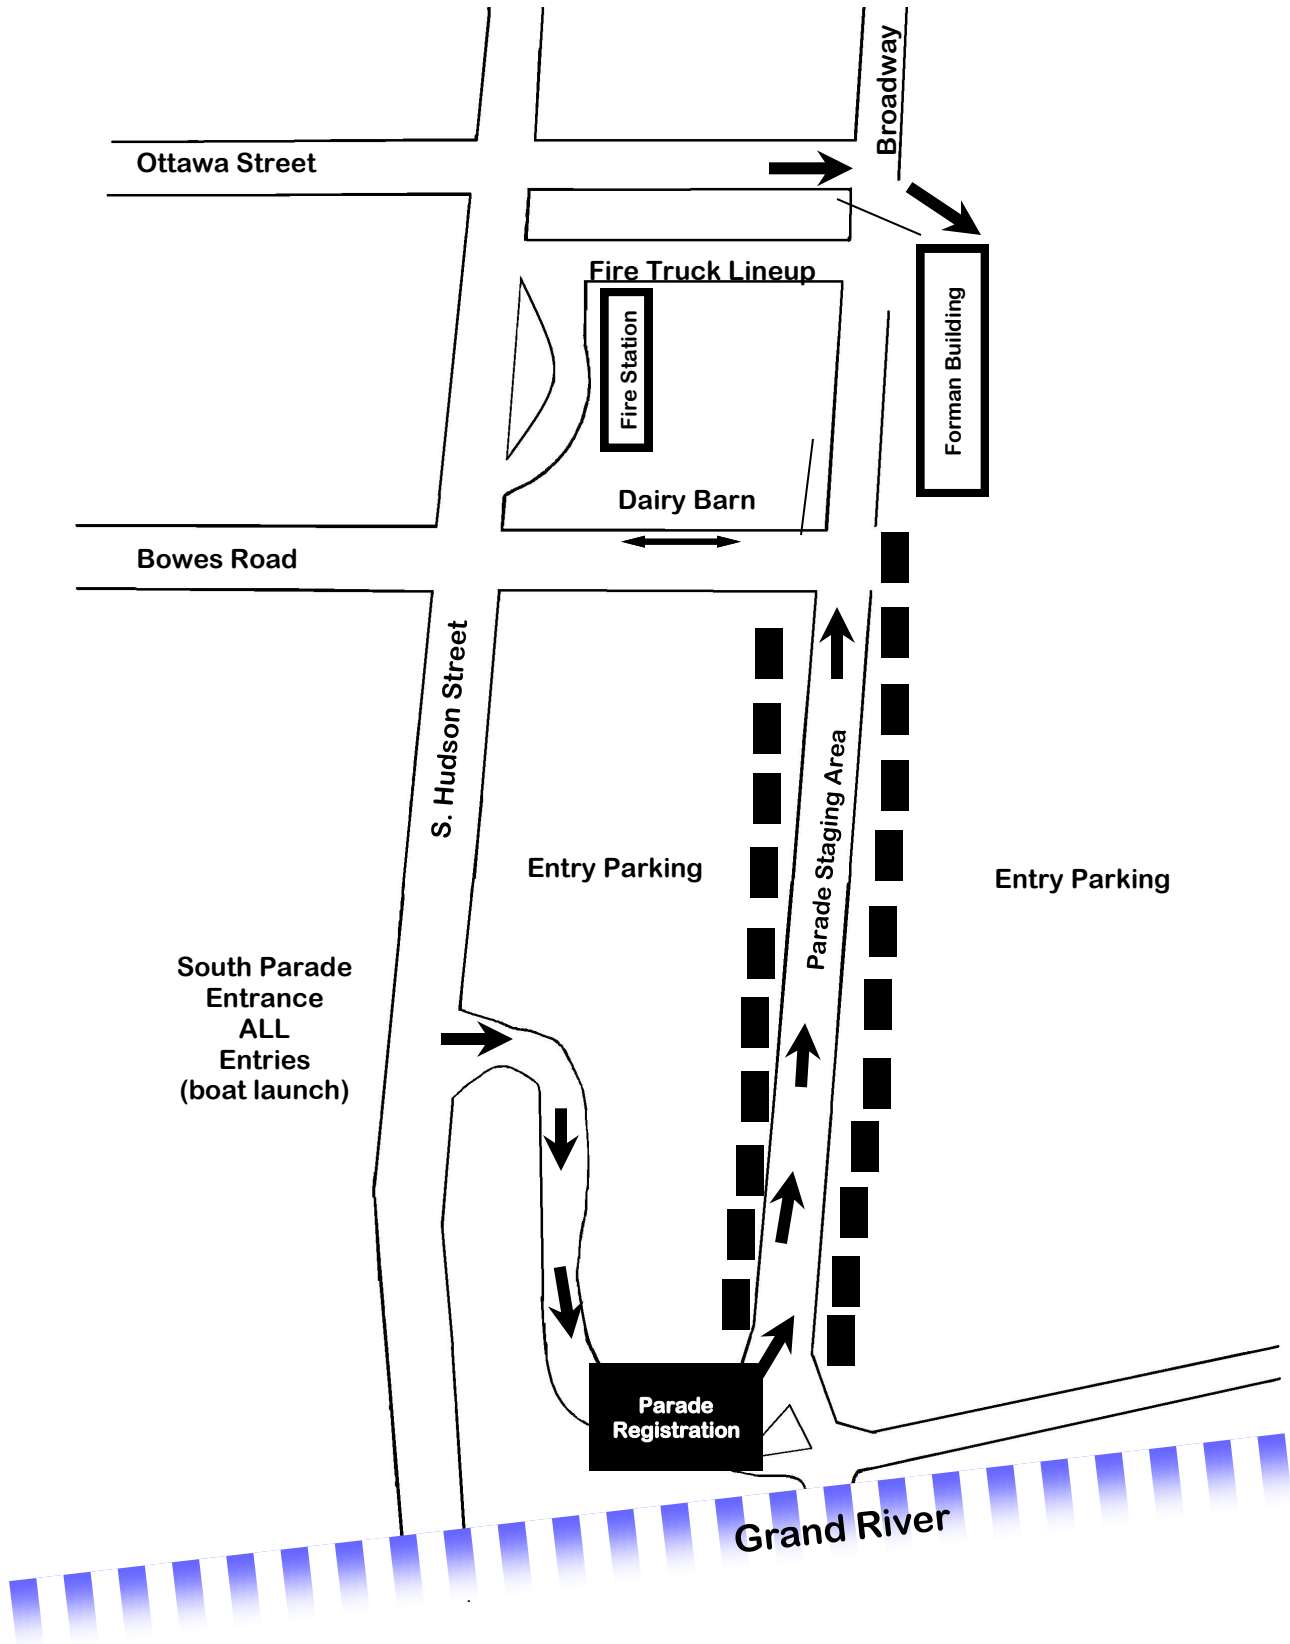 Broadway
Ottawa Street
Fire Truck Lineup
Fire Station
Forman Building
Dairy Barn
Bowes Road
S. Hudson Street
Parade Staging Area
Entry Parking
Entry Parking
South Parade
Entrance
ALL
Entries
(boat launch)
Parade
Registration
Grand River